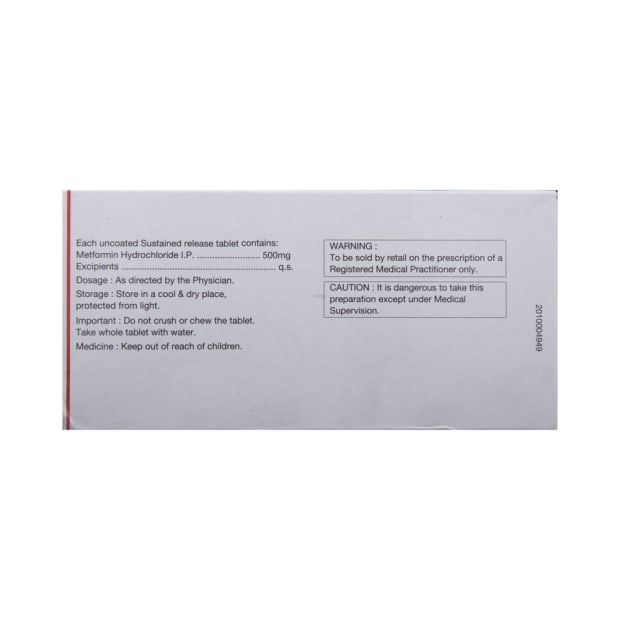 Each uncoated Sustained release tablet contains:
Metformin Hydrochloride I.P. ........................ 500mg
Excipients ........................................................... q.s.
Dosage : As directed by the Physician.
Storage : Store in a cool & dry place,
protected from light.
Important : Do not crush or chew the tablet.
Take whole tablet with water.
Medicine : Keep out of reach of children.
WARNING :
To be sold by retail on the prescription of a
Registered Medical Practitioner only.
CAUTION : It is dangerous to take this
preparation except under Medical
Supervision.
2010004949